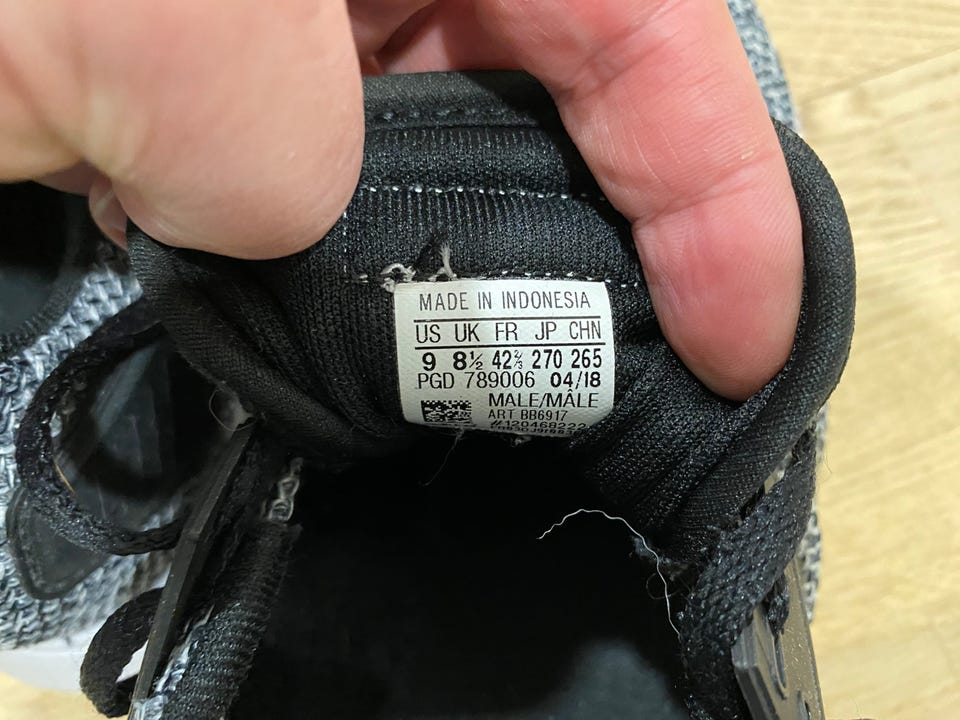 MADE IN INDONESIA
US UK FR JP CHN
9 8½ 42⅔ 270 265
PGD 789006 04/18
MALE/MÂLE
ART BB6917
#120468222